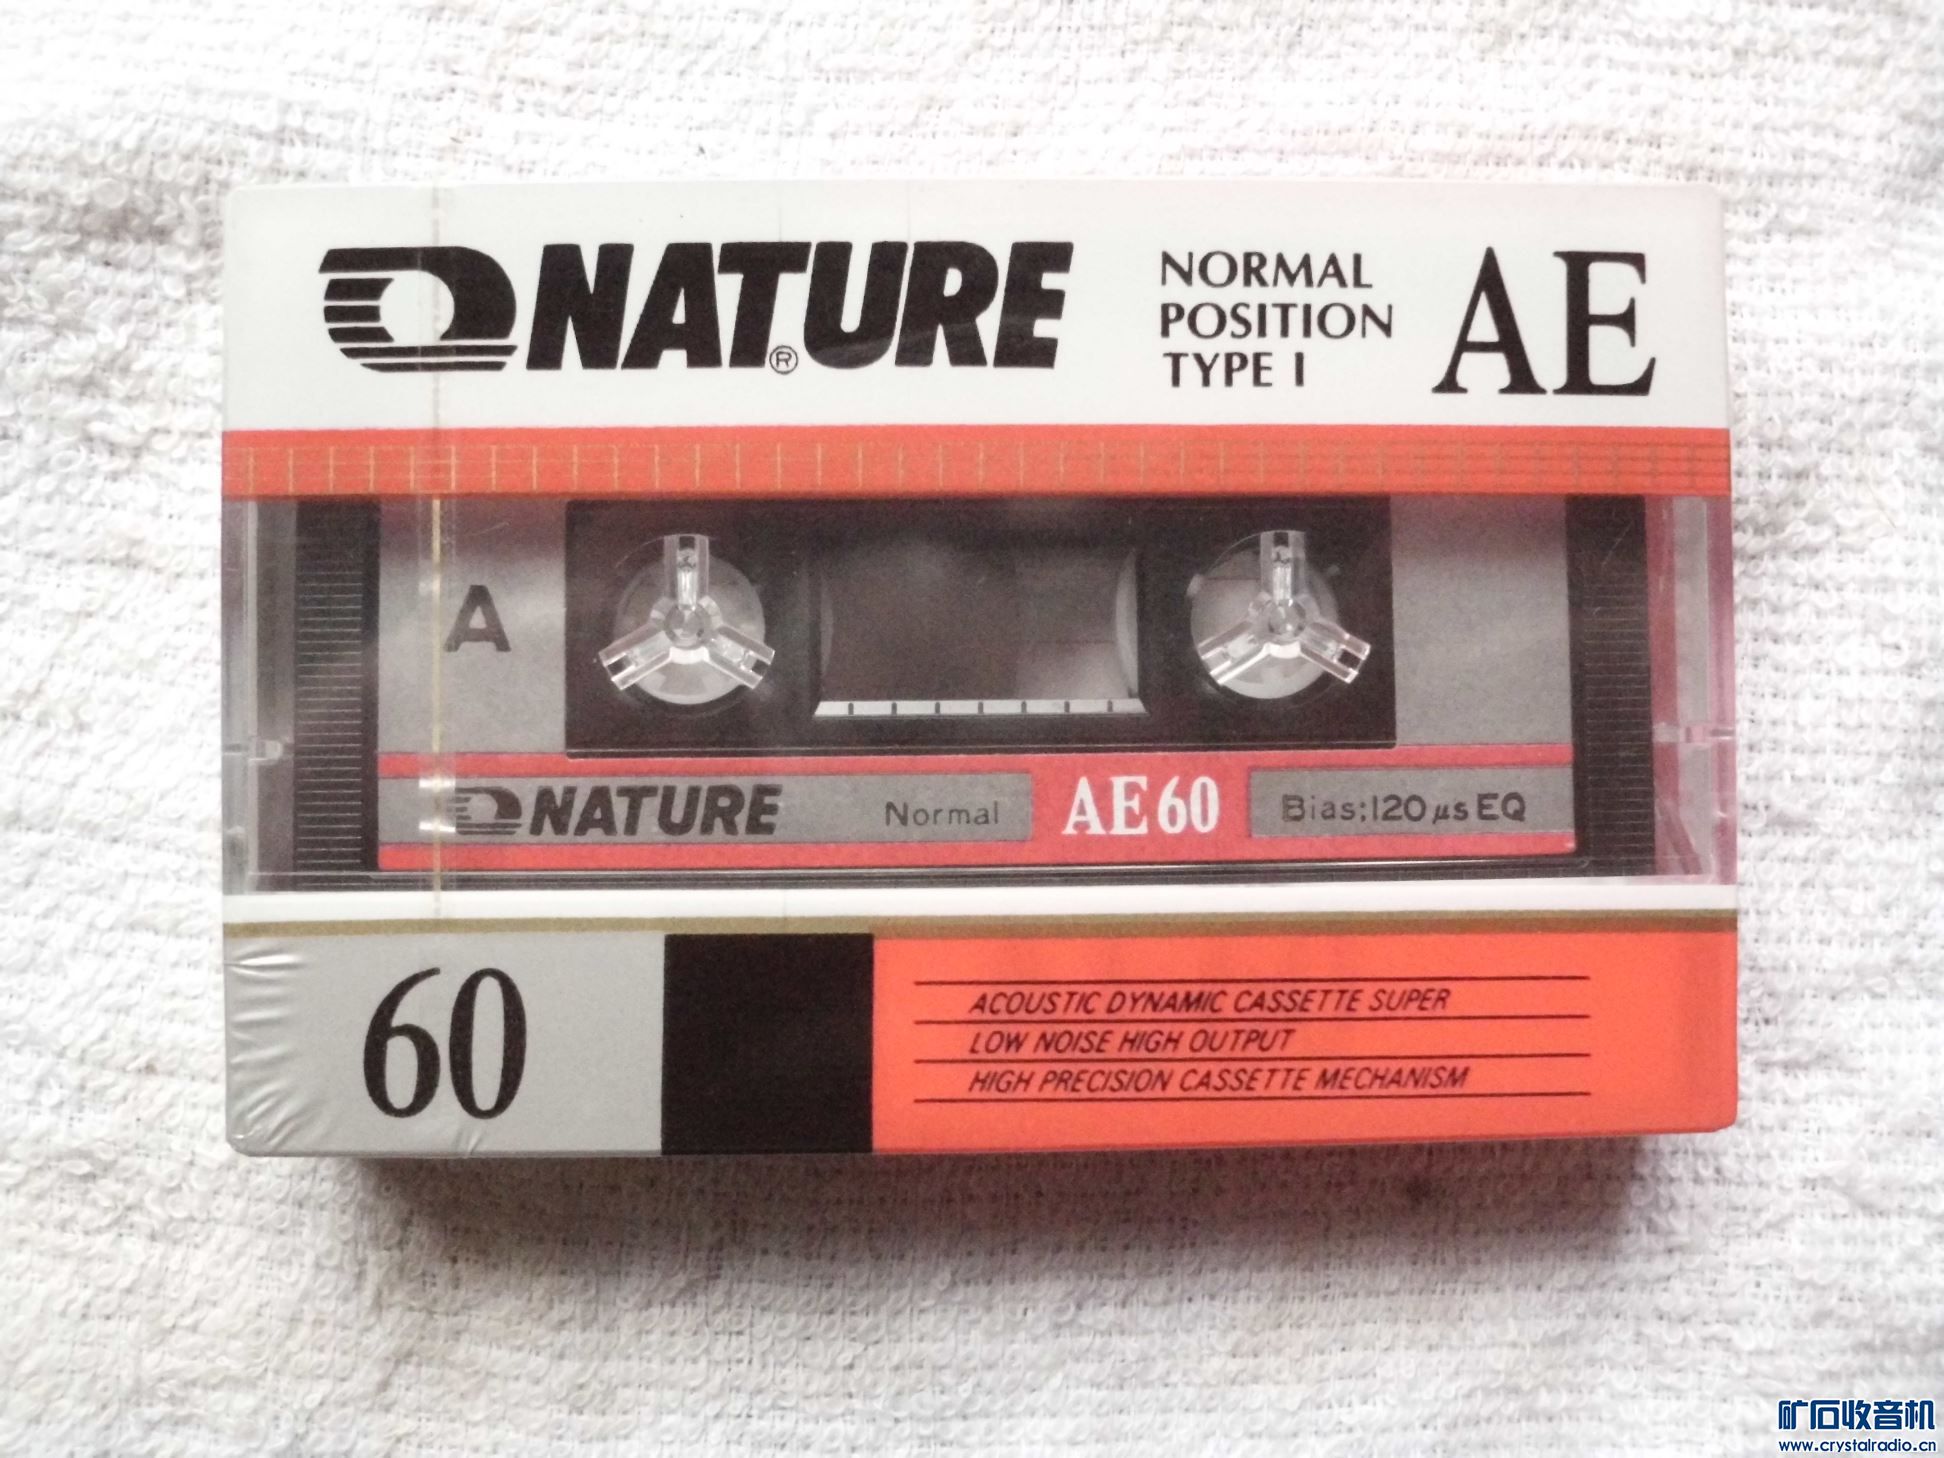 NATURE®
NORMAL
POSITION
TYPE I
AE
A
NATURE
Normal
AE60
Bias:120μs EQ
60
ACOUSTIC DYNAMIC CASSETTE SUPER
LOW NOISE HIGH OUTPUT
HIGH PRECISION CASSETTE MECHANISM
矿石收音机
www.crystalradio.cn